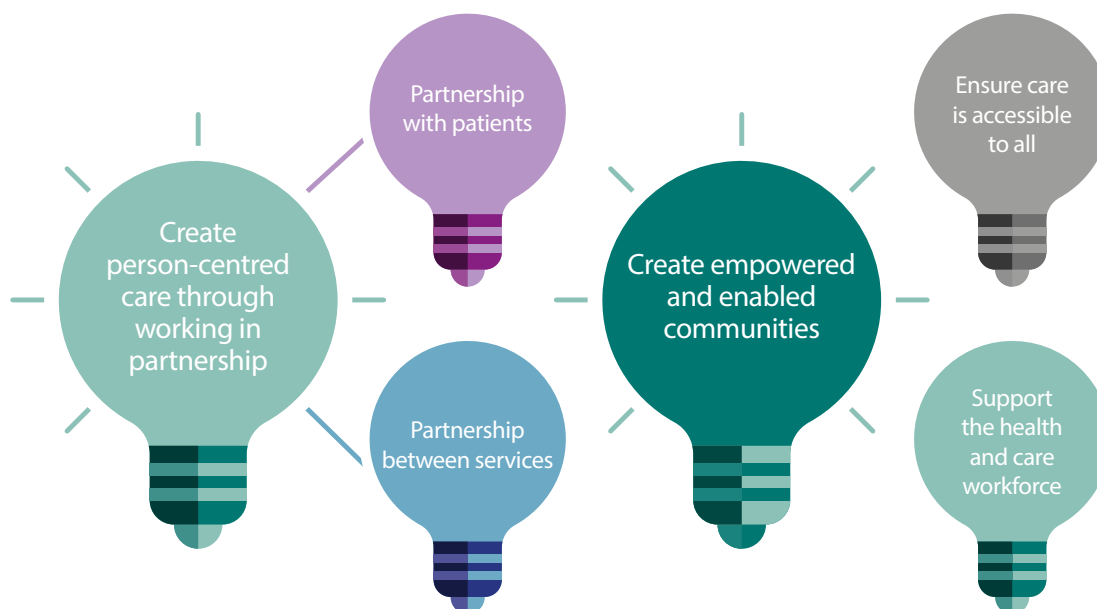 Create
person-centred
care through
working in
partnership
Partnership
with patients
Partnership
between services
Create empowered
and enabled
communities
Ensure care
is accessible
to all
Support
the health
and care
workforce